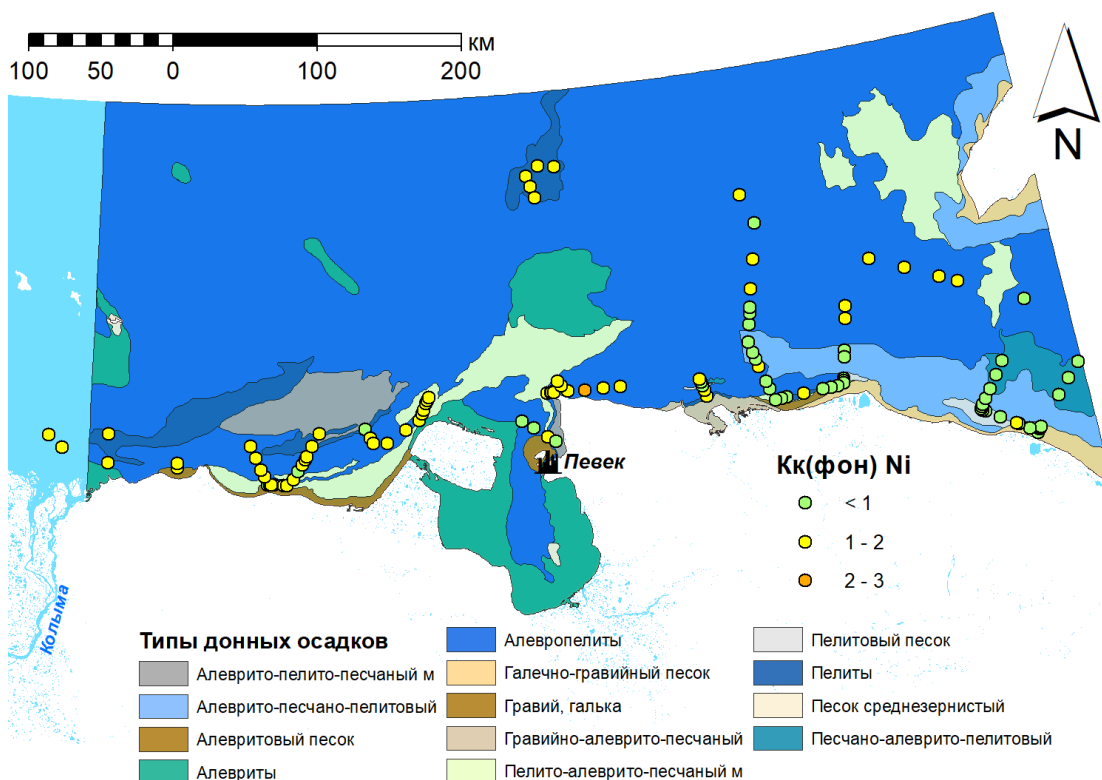 км
100 50 0 100 200
N
Певек
Кк(фон) Ni
< 1
1 - 2
2 - 3
Колыма
Типы донных осадков
Алеврито-пелито-песчаный м
Алеврито-песчано-пелитовый
Алевритовый песок
Алевриты
Алевропелиты
Галечно-гравийный песок
Гравий, галька
Гравийно-алеврито-песчаный
Пелито-алеврито-песчаный м
Пелитовый песок
Пелиты
Песок среднезернистый
Песчано-алеврито-пелитовый